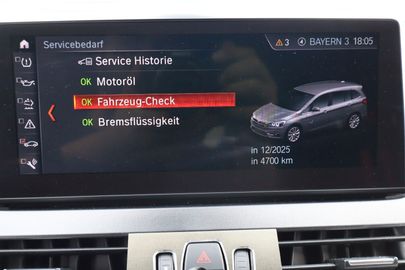 Servicebedarf
3 BAYERN 3 18:05
Service Historie
OK Motoröl
OK Fahrzeug-Check
OK Bremsflüssigkeit
in 12/2025
in 4700 km